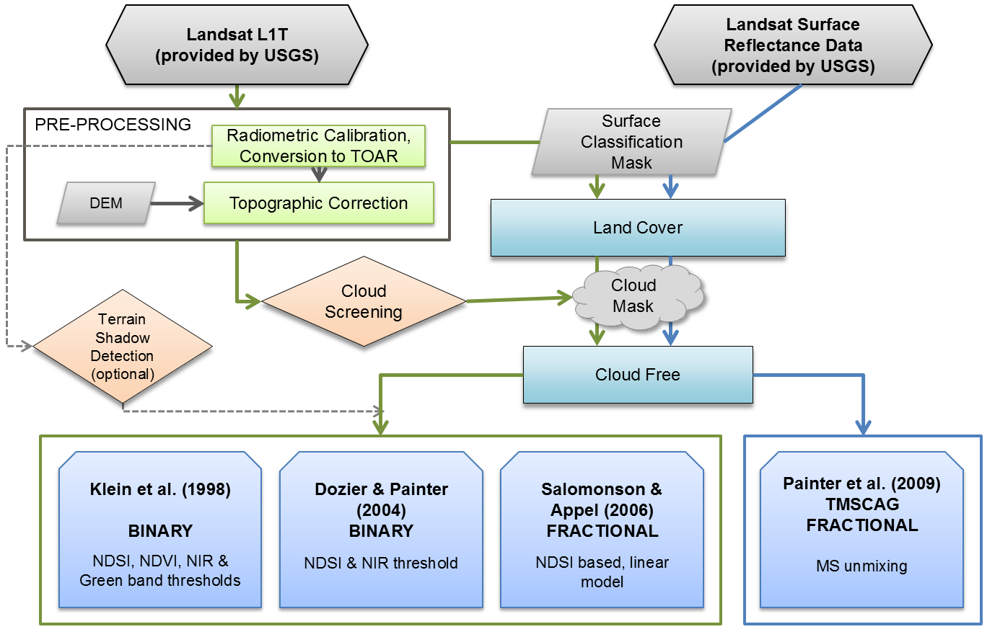 Landsat L1T
(provided by USGS)
Landsat Surface
Reflectance Data
(provided by USGS)
PRE-PROCESSING
Radiometric Calibration,
Conversion to TOAR
DEM
Topographic Correction
Surface
Classification
Mask
Land Cover
Cloud
Screening
Cloud
Mask
Terrain
Shadow
Detection
(optional)
Cloud Free
Klein et al. (1998)
BINARY
NDSI, NDVI, NIR &
Green band thresholds
Dozier & Painter
(2004)
BINARY
NDSI & NIR threshold
Salomonson &
Appel (2006)
FRACTIONAL
NDSI based, linear
model
Painter et al. (2009)
TMSCAG
FRACTIONAL
MS unmixing